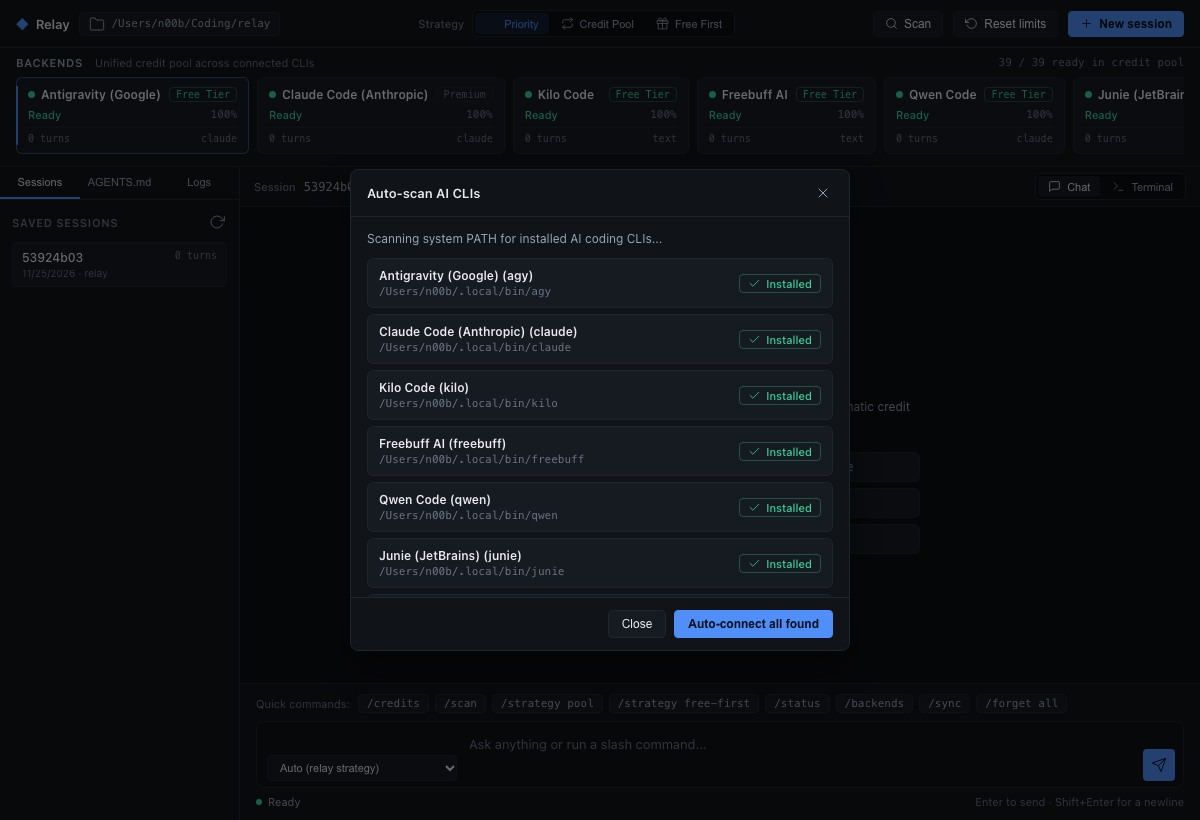 Relay
/Users/n00b/Coding/relay
Strategy
Priority
Credit Pool
Free First
Scan
Reset limits
New session
BACKENDS
Unified credit pool across connected CLIs
39 / 39 ready in credit pool
Antigravity (Google) Free Tier
Ready 100%
0 turns claude
Claude Code (Anthropic) Premium
Ready 100%
0 turns claude
Kilo Code Free Tier
Ready 100%
0 turns text
Freebuff AI Free Tier
Ready 100%
0 turns text
Qwen Code Free Tier
Ready 100%
0 turns claude
Junie (JetBrain
Ready
0 turns
Sessions
AGENTS.md
Logs
Session 53924b0
Chat
Terminal
SAVED SESSIONS
53924b03 0 turns
11/25/2026 · relay
Auto-scan AI CLIs
Scanning system PATH for installed AI coding CLIs...
Antigravity (Google) (agy)
/Users/n00b/.local/bin/agy
Installed
Claude Code (Anthropic) (claude)
/Users/n00b/.local/bin/claude
Installed
Kilo Code (kilo)
/Users/n00b/.local/bin/kilo
Installed
Freebuff AI (freebuff)
/Users/n00b/.local/bin/freebuff
Installed
Qwen Code (qwen)
/Users/n00b/.local/bin/qwen
Installed
Junie (JetBrains) (junie)
/Users/n00b/.local/bin/junie
Installed
credit
Close
Auto-connect all found
Quick commands: /credits /scan /strategy pool /strategy free-first /status /backends /sync /forget all
Ask anything or run a slash command...
Auto (relay strategy)
Ready
Enter to send · Shift+Enter for a newline